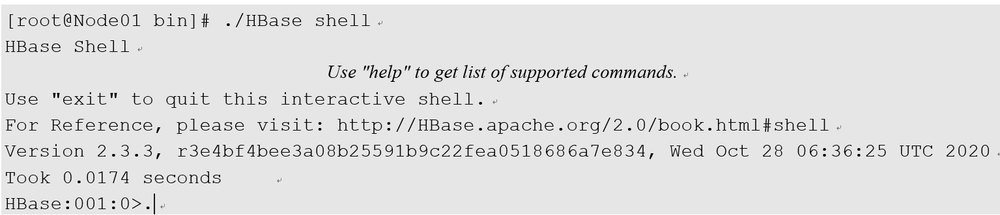 [root@Node01 bin]# ./HBase shell
HBase Shell
Use "help" to get list of supported commands.
Use "exit" to quit this interactive shell.
For Reference, please visit: http://HBase.apache.org/2.0/book.html#shell
Version 2.3.3, r3e4bf4bee3a08b25591b9c22fea0518686a7e834, Wed Oct 28 06:36:25 UTC 2020
Took 0.0174 seconds
HBase:001:0>.